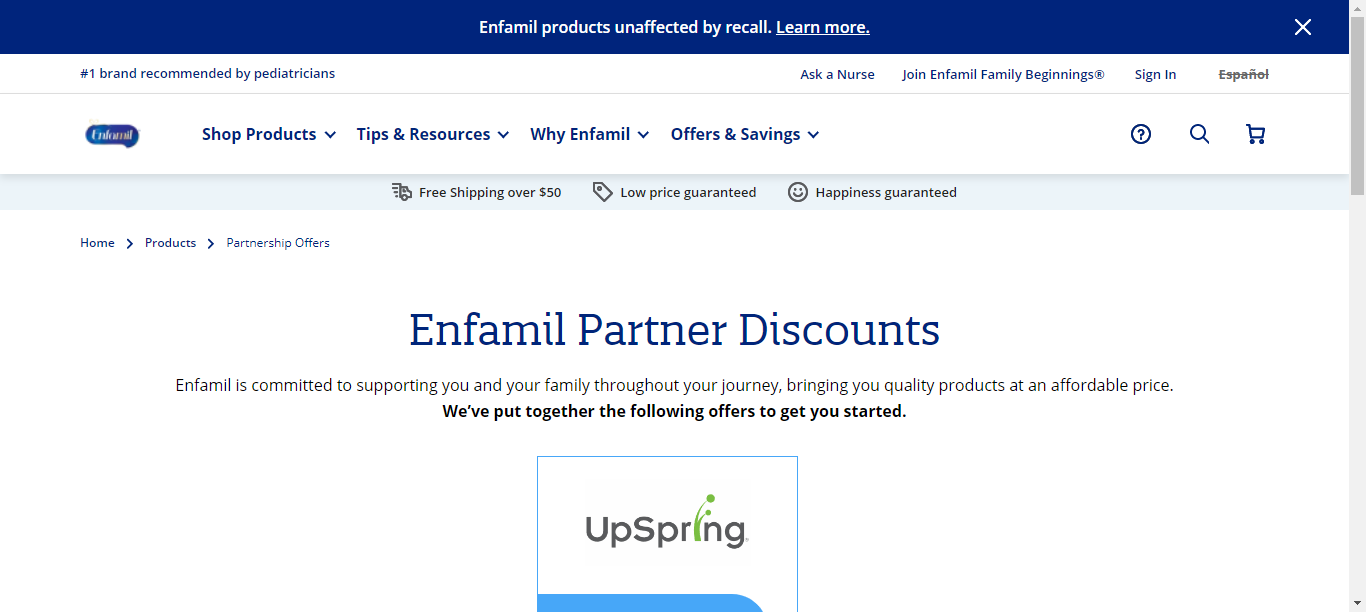 Enfamil products unaffected by recall. Learn more.
#1 brand recommended by pediatricians
Ask a Nurse
Join Enfamil Family Beginnings®
Sign In
Español
Enfamil
Shop Products
Tips & Resources
Why Enfamil
Offers & Savings
Free Shipping over $50
Low price guaranteed
Happiness guaranteed
Home
Products
Partnership Offers
Enfamil Partner Discounts
Enfamil is committed to supporting you and your family throughout your journey, bringing you quality products at an affordable price.
We’ve put together the following offers to get you started.
UpSpring